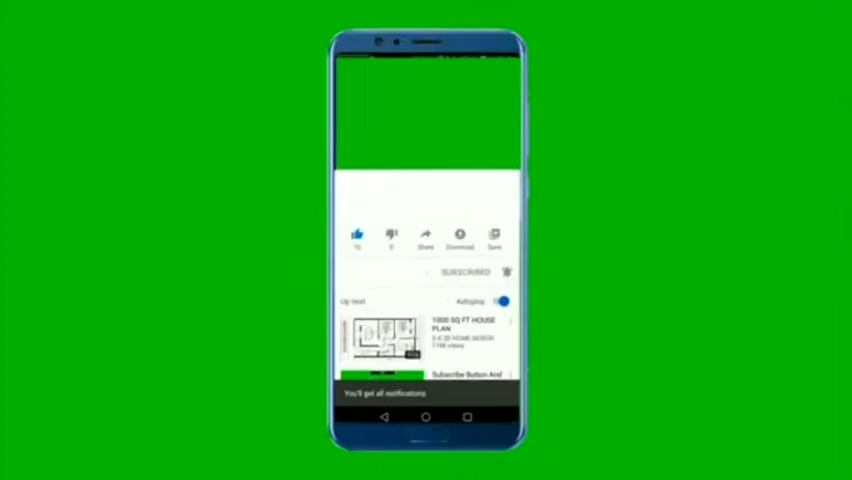 0
Share
Download
Save
SUBSCRIBED
Up next
Autoplay
1000 SQ FT HOUSE
PLAN
Subscribe Button And
You'll get all notifications